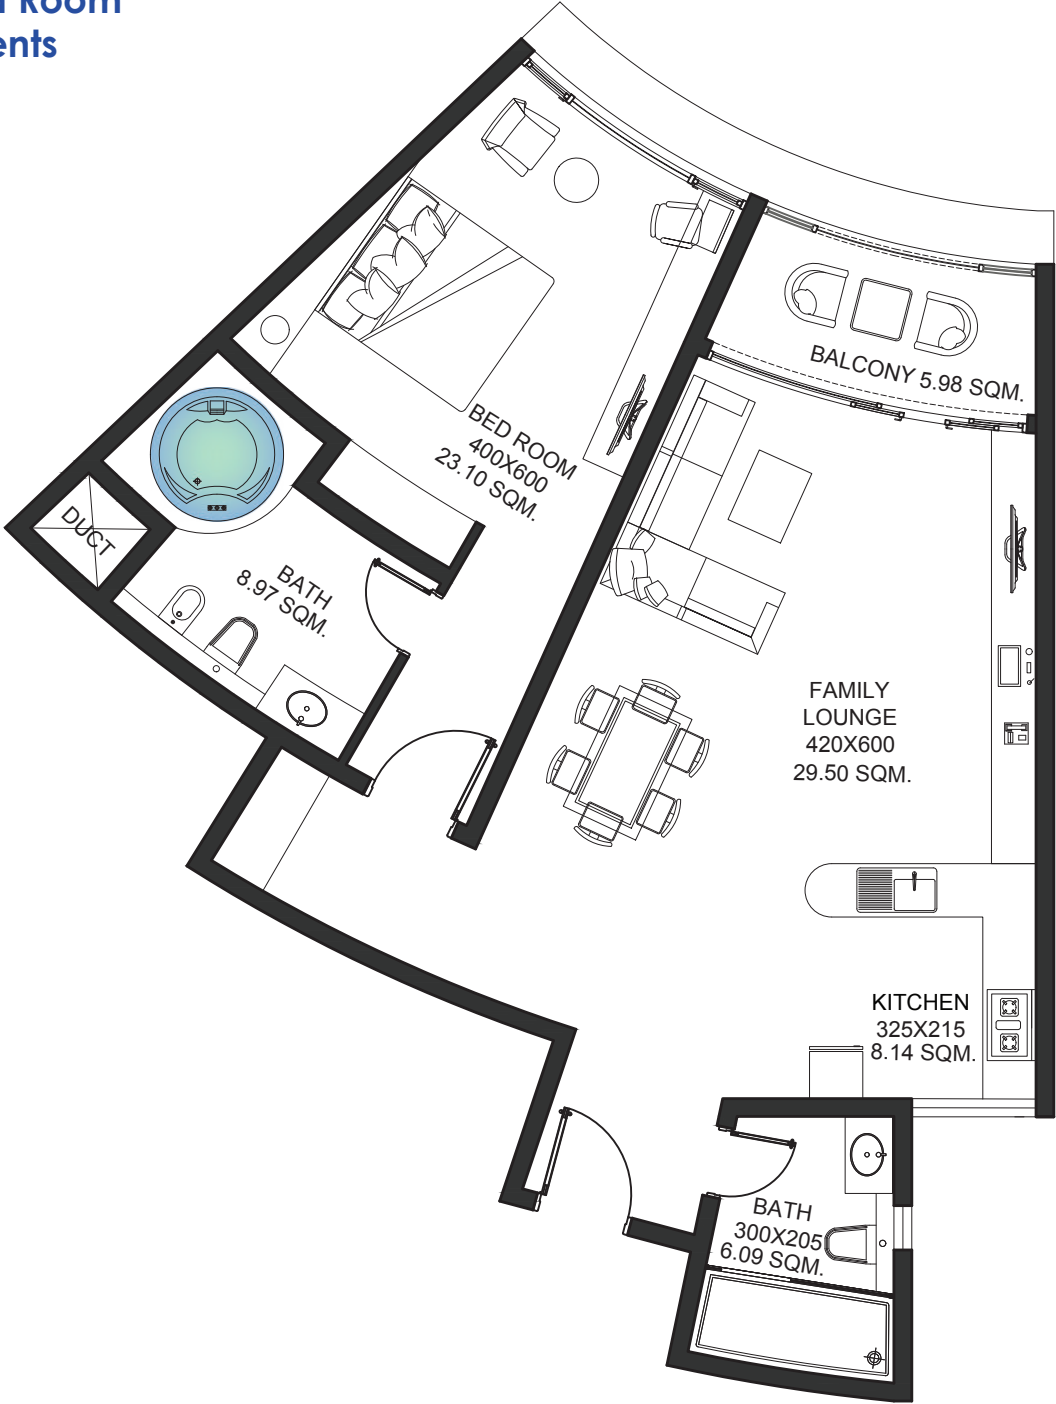 Room
BED ROOM
400X600
23.10 SQM.
BALCONY 5.98 SQM.
DUCT
BATH
8.97 SQM.
FAMILY
LOUNGE
420X600
29.50 SQM.
KITCHEN
325X215
8.14 SQM.
BATH
300X205
6.09 SQM.